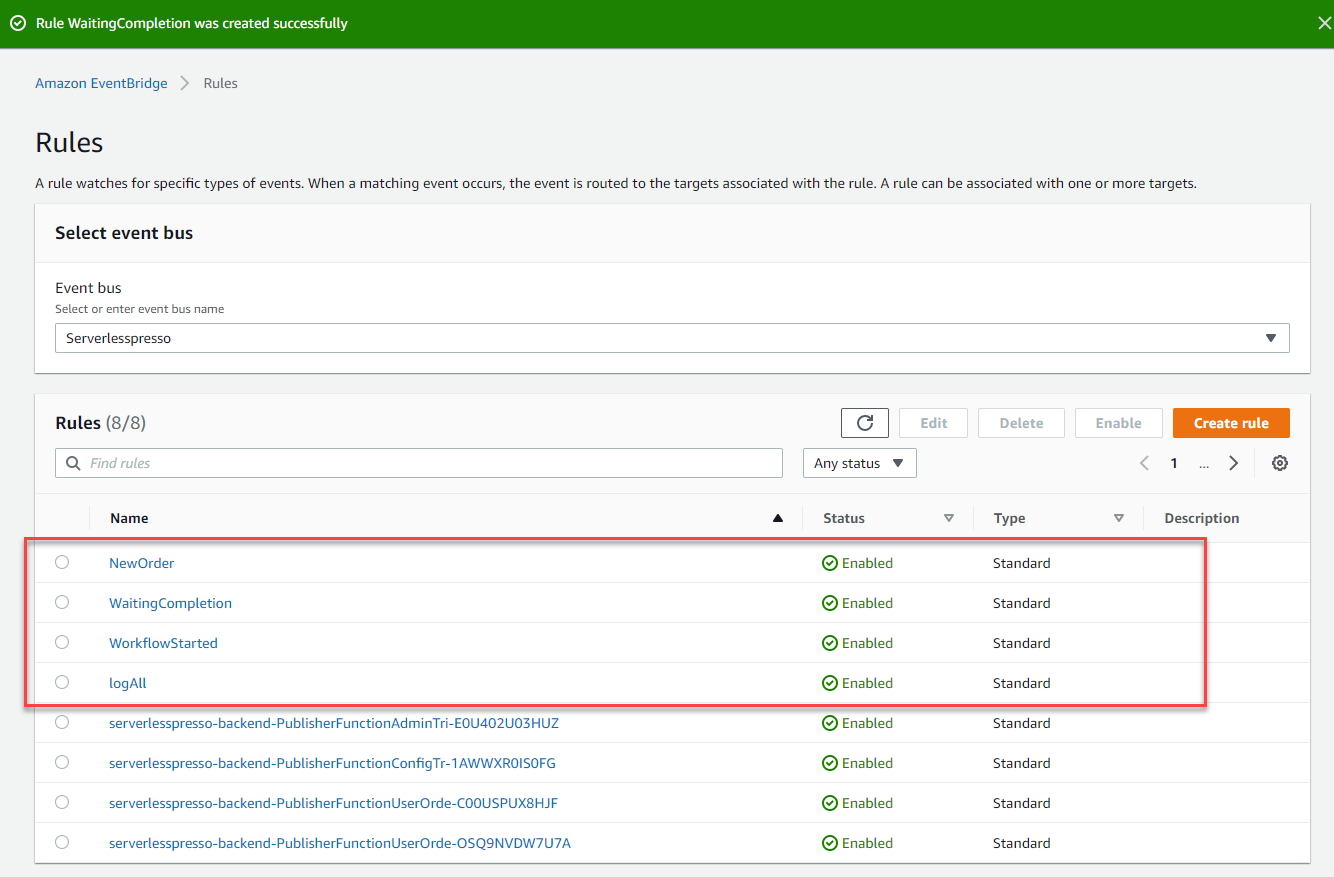 Rule WaitingCompletion was created successfully
Amazon EventBridge Rules
Rules
A rule watches for specific types of events. When a matching event occurs, the event is routed to the targets associated with the rule. A rule can be associated with one or more targets.
Select event bus
Event bus
Select or enter event bus name
Serverlesspresso
Rules (8/8) Edit Delete Enable Create rule
Find rules Any status 1 ...
Name Status Type Description
NewOrder Enabled Standard
WaitingCompletion Enabled Standard
WorkflowStarted Enabled Standard
logAll Enabled Standard
serverlesspresso-backend-PublisherFunctionAdminTri-E0U402U03HUZ Enabled Standard
serverlesspresso-backend-PublisherFunctionConfigTr-1AWWXR0IS0FG Enabled Standard
serverlesspresso-backend-PublisherFunctionUserOrde-C00USPUX8HJF Enabled Standard
serverlesspresso-backend-PublisherFunctionUserOrde-OSQ9NVDW7U7A Enabled Standard